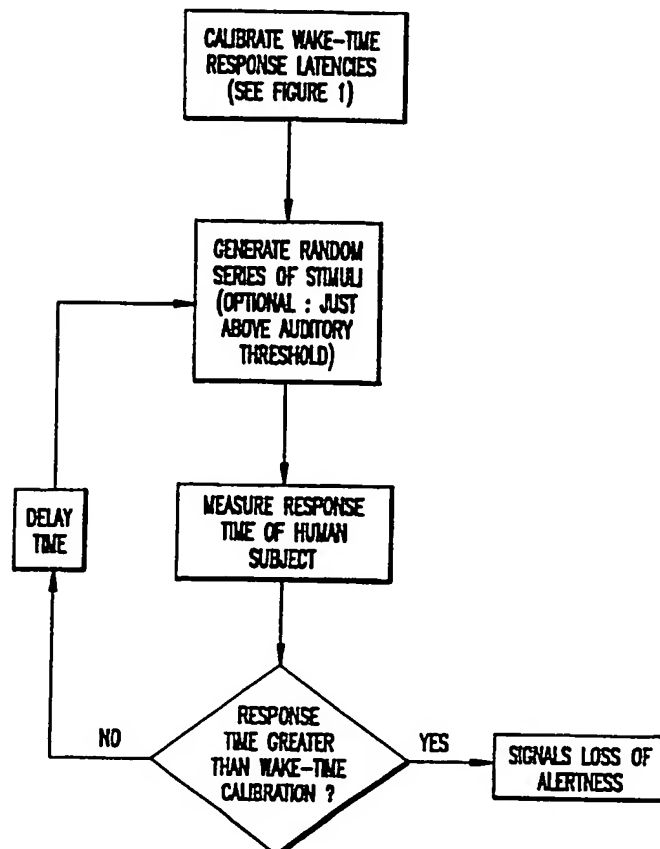 CALIBRATE WAKE-TIME
RESPONSE LATENCIES
(SEE FIGURE 1)
GENERATE RANDOM
SERIES OF STIMULI
(OPTIONAL : JUST
ABOVE AUDITORY
THRESHOLD)
MEASURE RESPONSE
TIME OF HUMAN
SUBJECT
DELAY
TIME
RESPONSE
TIME GREATER
THAN WAKE-TIME
CALIBRATION ?
NO
YES
SIGNALS LOSS OF
ALERTNESS